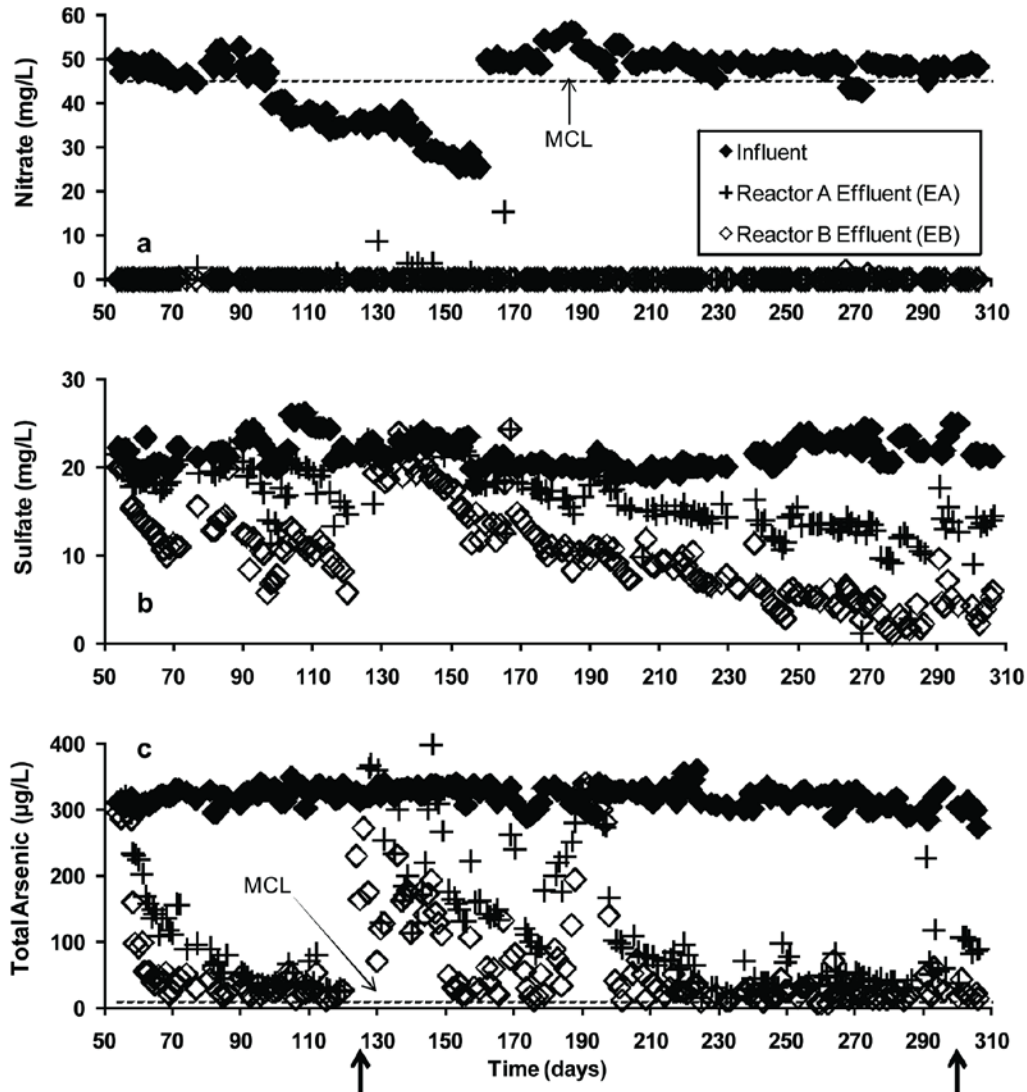 60
50
40
30
20
10
0
Nitrate (mg/L)
a
MCL
Influent
Reactor A Effluent (EA)
Reactor B Effluent (EB)
50 70 90 110 130 150 170 190 210 230 250 270 290 310
30
20
10
0
Sulfate (mg/L)
b
50 70 90 110 130 150 170 190 210 230 250 270 290 310
400
300
200
100
0
Total Arsenic (µg/L)
c
MCL
50 70 90 110 130 150 170 190 210 230 250 270 290 310
Time (days)